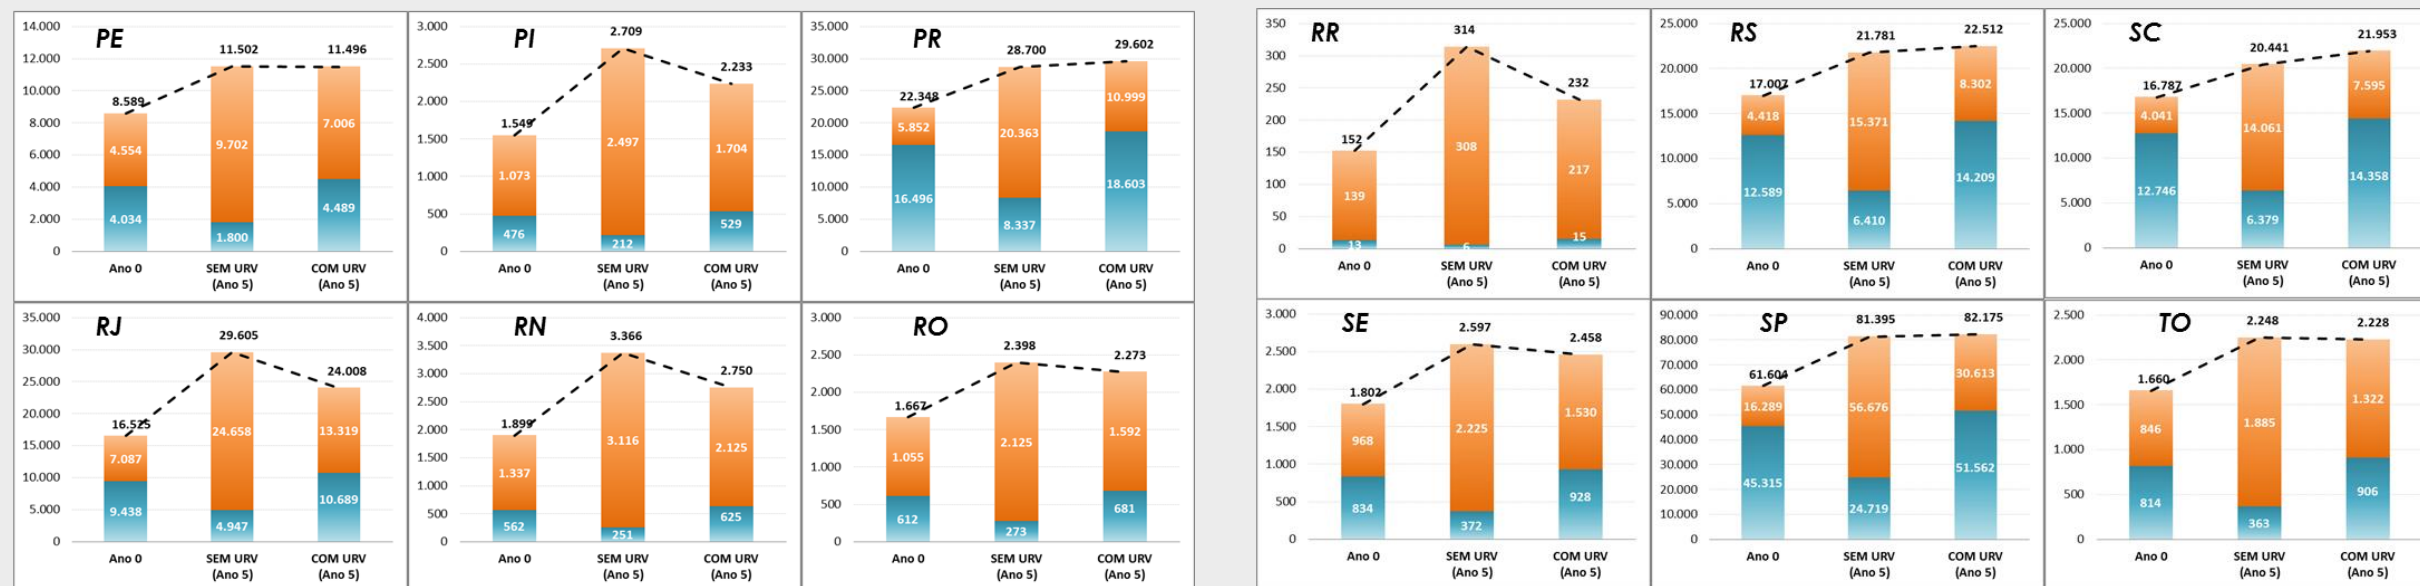 PE
14.000
12.000
10.000
8.000
6.000
4.000
2.000
0
8.589
11.502
11.496
4.554
9.702
7.006
4.034
1.800
4.489
Ano 0
SEM URV
(Ano 5)
COM URV
(Ano 5)
PI
3.000
2.500
2.000
1.500
1.000
500
0
1.549
2.709
2.233
1.073
2.497
1.704
476
212
529
Ano 0
SEM URV
(Ano 5)
COM URV
(Ano 5)
PR
35.000
30.000
25.000
20.000
15.000
10.000
5.000
0
22.348
28.700
29.602
5.852
20.363
10.999
16.496
8.337
18.603
Ano 0
SEM URV
(Ano 5)
COM URV
(Ano 5)
RR
350
300
250
200
150
100
50
0
152
314
232
139
308
217
13
6
15
Ano 0
SEM URV
(Ano 5)
COM URV
(Ano 5)
RS
25.000
20.000
15.000
10.000
5.000
0
17.007
21.781
22.512
4.418
15.371
8.302
12.589
6.410
14.209
Ano 0
SEM URV
(Ano 5)
COM URV
(Ano 5)
SC
25.000
20.000
15.000
10.000
5.000
0
16.787
20.441
21.953
4.041
14.061
7.595
12.746
6.379
14.358
Ano 0
SEM URV
(Ano 5)
COM URV
(Ano 5)
RJ
35.000
30.000
25.000
20.000
15.000
10.000
5.000
0
16.525
29.605
24.008
7.087
24.658
13.319
9.438
4.947
10.689
Ano 0
SEM URV
(Ano 5)
COM URV
(Ano 5)
RN
4.000
3.500
3.000
2.500
2.000
1.500
1.000
500
0
1.899
3.366
2.750
1.337
3.116
2.125
562
251
625
Ano 0
SEM URV
(Ano 5)
COM URV
(Ano 5)
RO
3.000
2.500
2.000
1.500
1.000
500
0
1.667
2.398
2.273
1.055
2.125
1.592
612
273
681
Ano 0
SEM URV
(Ano 5)
COM URV
(Ano 5)
SE
3.000
2.500
2.000
1.500
1.000
500
0
1.802
2.597
2.458
968
2.225
1.530
834
372
928
Ano 0
SEM URV
(Ano 5)
COM URV
(Ano 5)
SP
90.000
80.000
70.000
60.000
50.000
40.000
30.000
20.000
10.000
0
61.604
81.395
82.175
16.289
56.676
30.613
45.315
24.719
51.562
Ano 0
SEM URV
(Ano 5)
COM URV
(Ano 5)
TO
2.500
2.000
1.500
1.000
500
0
1.660
2.248
2.228
846
1.885
1.322
814
363
906
Ano 0
SEM URV
(Ano 5)
COM URV
(Ano 5)